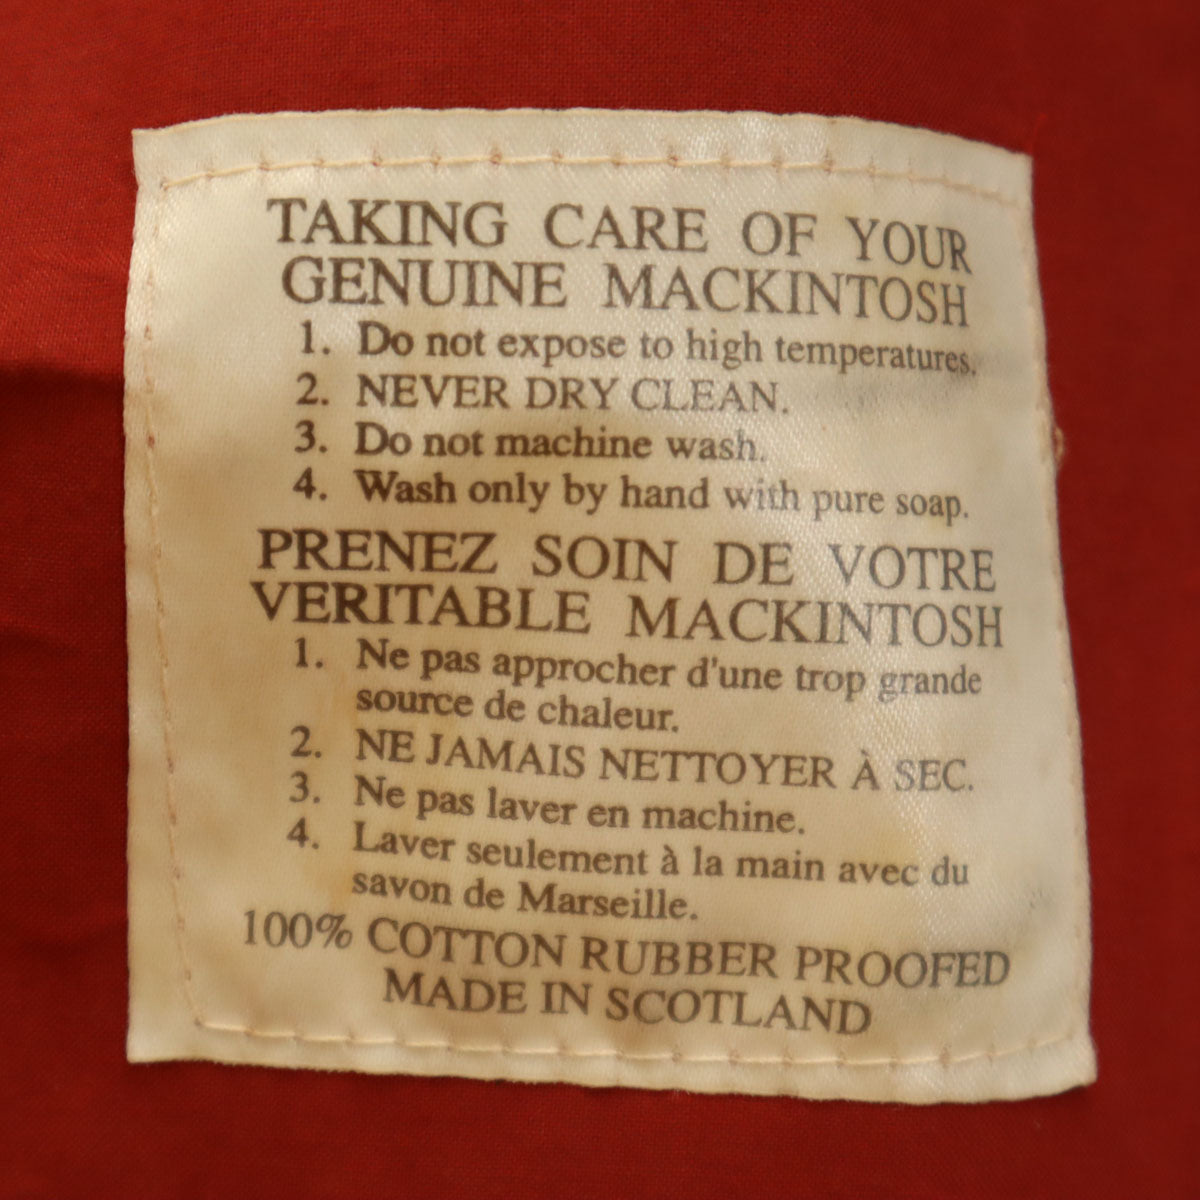 TAKING CARE OF YOUR
GENUINE MACKINTOSH
1. Do not expose to high temperatures.
2. NEVER DRY CLEAN.
3. Do not machine wash.
4. Wash only by hand with pure soap.
PRENEZ SOIN DE VOTRE
VERITABLE MACKINTOSH
1. Ne pas approcher d'une trop grande
source de chaleur.
2. NE JAMAIS NETTOYER À SEC.
3. Ne pas laver en machine.
4. Laver seulement à la main avec du
savon de Marseille.
100% COTTON RUBBER PROOFED
MADE IN SCOTLAND